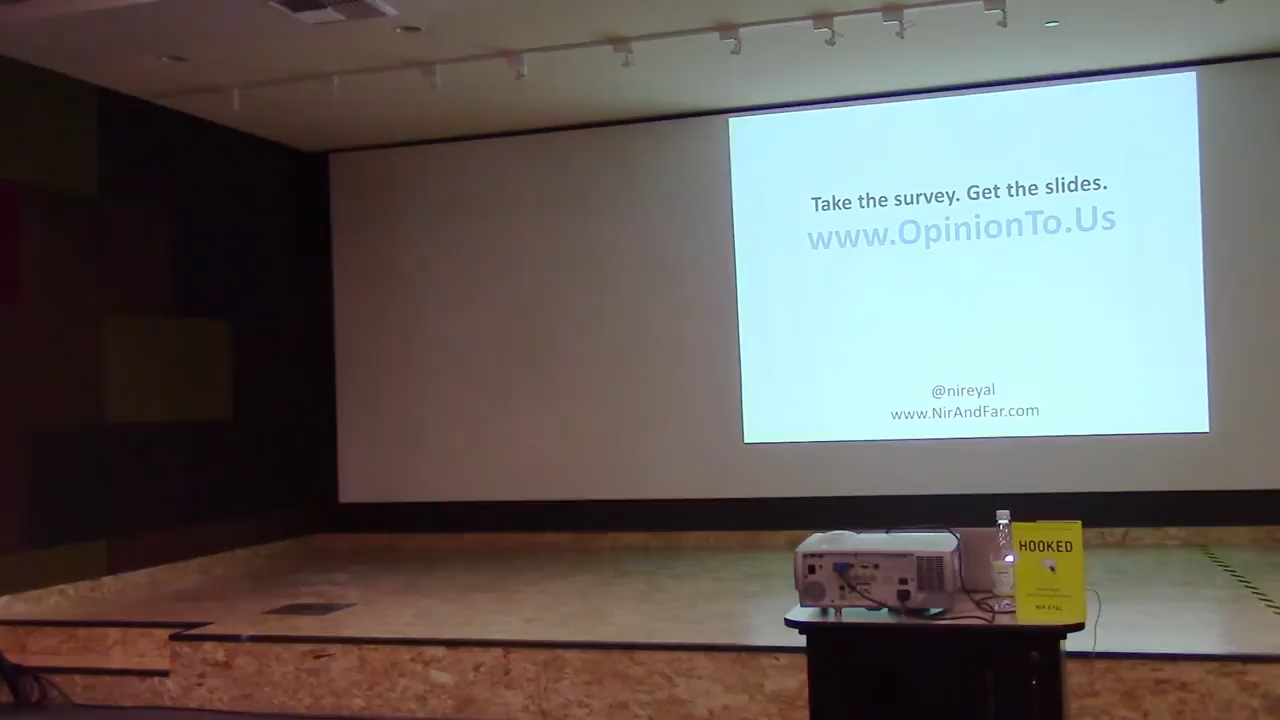 Take the survey. Get the slides.
www.OpinionTo.Us
@nireyal
www.NirAndFar.com
HOOKED
NIR EYAL